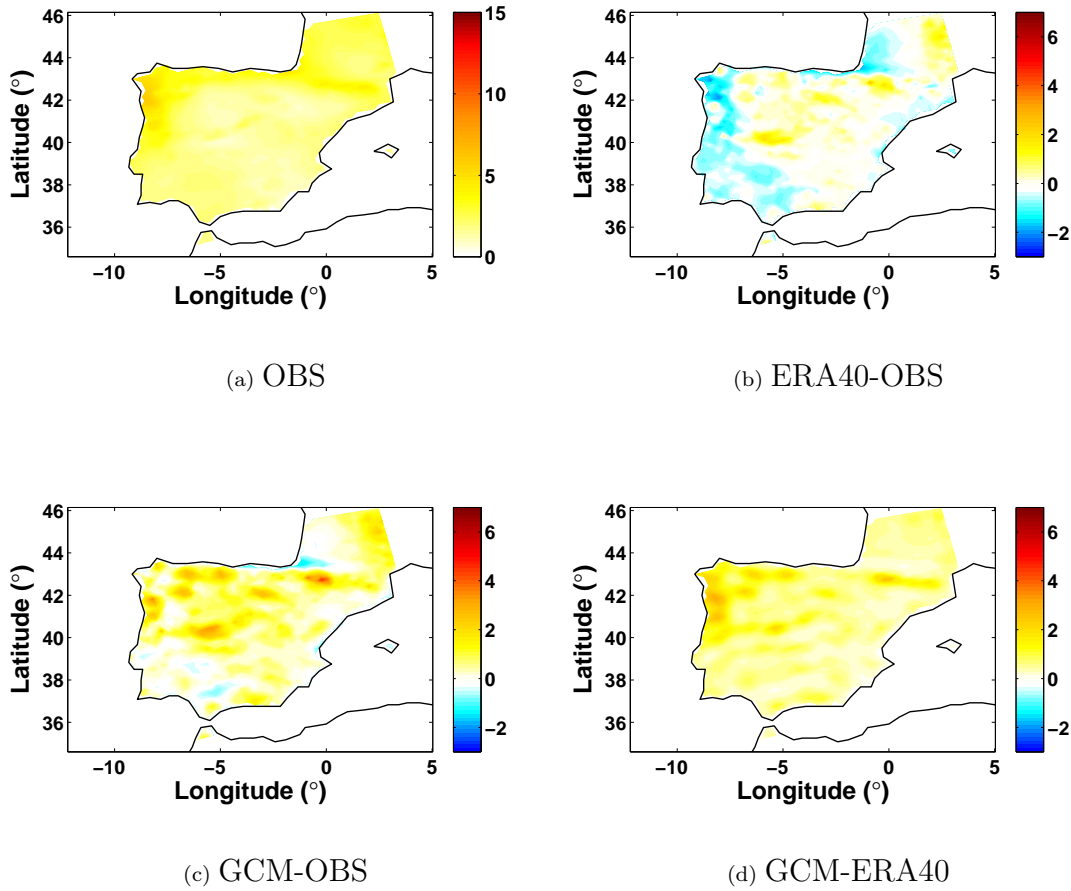 46
44
42
40
38
36
Latitude (°)
−10 −5 0 5
Longitude (°)
15
10
5
0
(a) OBS
46
44
42
40
38
36
Latitude (°)
−10 −5 0 5
Longitude (°)
6
4
2
0
−2
(b) ERA40-OBS
46
44
42
40
38
36
Latitude (°)
−10 −5 0 5
Longitude (°)
6
4
2
0
−2
(c) GCM-OBS
46
44
42
40
38
36
Latitude (°)
−10 −5 0 5
Longitude (°)
6
4
2
0
−2
(d) GCM-ERA40